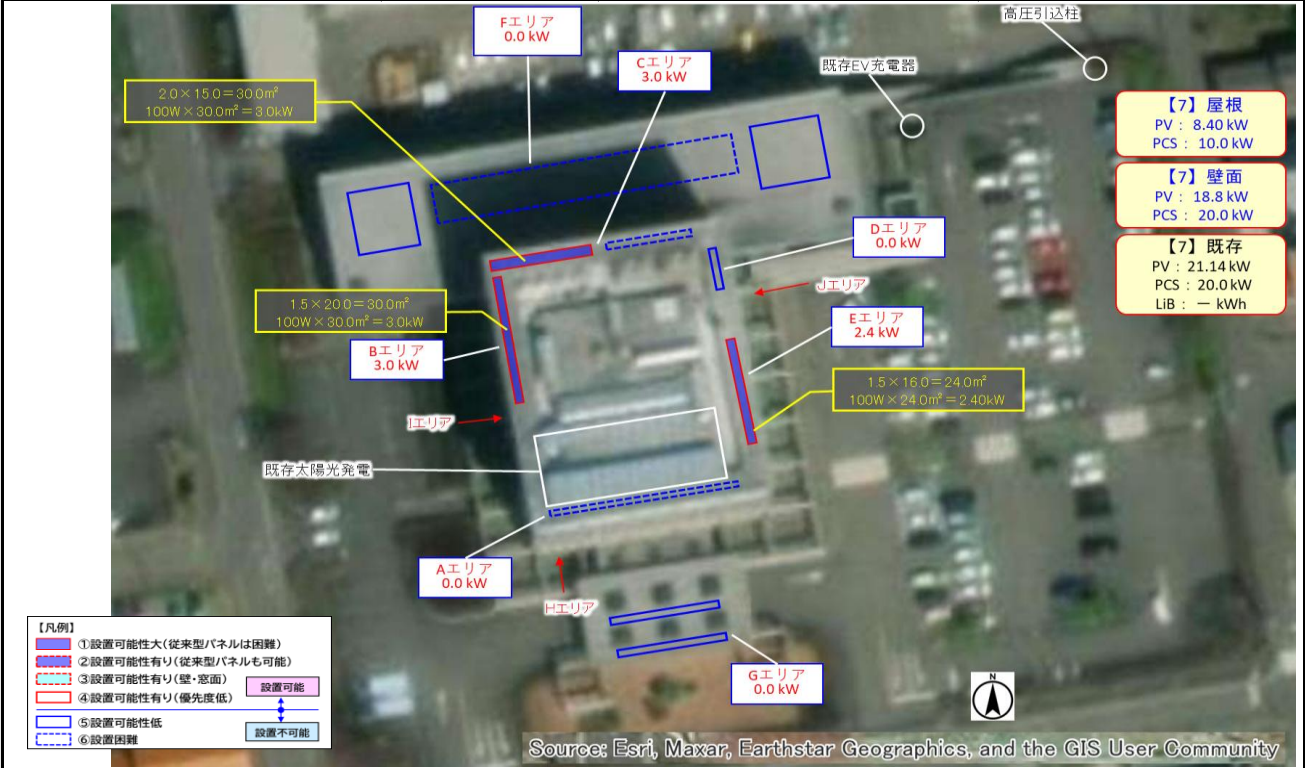 Fエリア
0.0 kW
Cエリア
3.0 kW
高圧引込柱
既存EV充電器
2.0×15.0＝30.0㎡
100W×30.0㎡＝3.0kW
【7】屋根
PV： 8.40 kW
PCS： 10.0 kW
【7】壁面
PV： 18.8 kW
PCS： 20.0 kW
【7】既存
PV：21.14 kW
PCS：20.0 kW
LiB： － kWh
Dエリア
0.0 kW
Jエリア
1.5×20.0＝30.0㎡
100W×30.0㎡＝3.0kW
Bエリア
3.0 kW
Eエリア
2.4 kW
1.5×16.0＝24.0㎡
100W×24.0㎡＝2.40kW
Iエリア
既存太陽光発電
Aエリア
0.0 kW
Hエリア
Gエリア
0.0 kW
N
【凡例】
①設置可能性大(従来型パネルは困難)
②設置可能性有り(従来型パネルも可能)
③設置可能性有り(壁・窓面)
④設置可能性有り(優先度低)
設置可能
⑤設置可能性低
⑥設置困難
設置不可能
Source: Esri, Maxar, Earthstar Geographics, and the GIS User Community